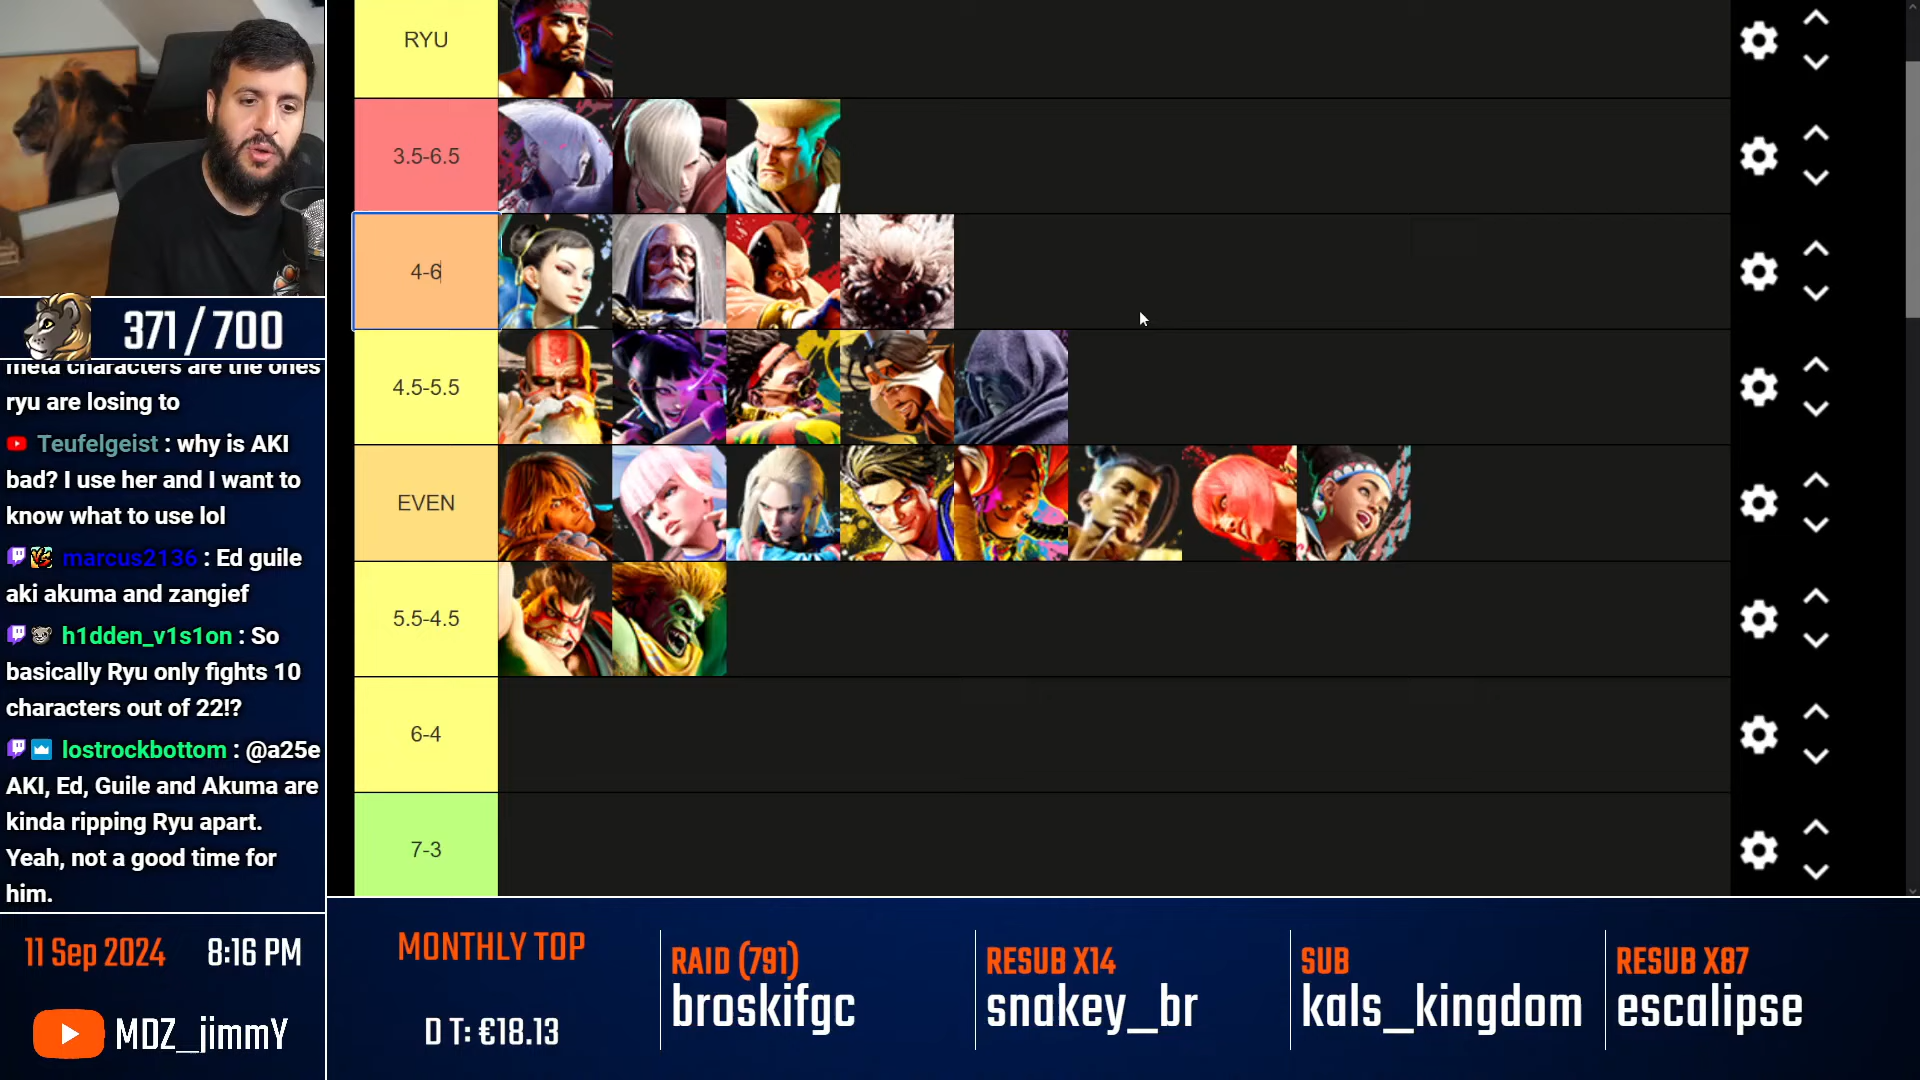 RYU
3.5-6.5
4-6
4.5-5.5
EVEN
5.5-4.5
6-4
7-3
371/700
meta characters are the ones
ryu are losing to
Teufelgeist : why is AKI
bad? I use her and I want to
know what to use lol
marcus2136 : Ed guile
aki akuma and zangief
h1dden_v1s1on : So
basically Ryu only fights 10
characters out of 22!?
lostrockbottom : @a25e
AKI, Ed, Guile and Akuma are
kinda ripping Ryu apart.
Yeah, not a good time for
him.
11 Sep 2024 8:16 PM
MDZ_jimmY
MONTHLY TOP
D T: €18.13
RAID (791)
broskifgc
RESUB X14
snakey_br
SUB
kals_kingdom
RESUB X87
escalipse